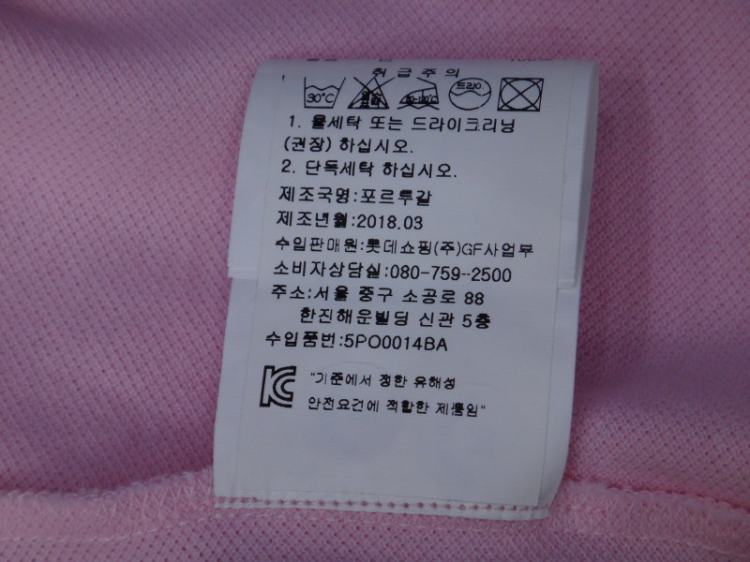 취급주의
30℃
드라이
1. 물세탁 또는 드라이크리닝
(권장) 하십시오.
2. 단독세탁 하십시오.
제조국명:포르투갈
제조년월:2018.03
수입판매원:롯데쇼핑(주)GF사업부
소비자상담실:080-759-2500
주소:서울 중구 소공로 88
한진해운빌딩 신관 5층
수입품번:5PO0014BA
"기준에서 정한 유해성
안전요건에 적합한 제품임"